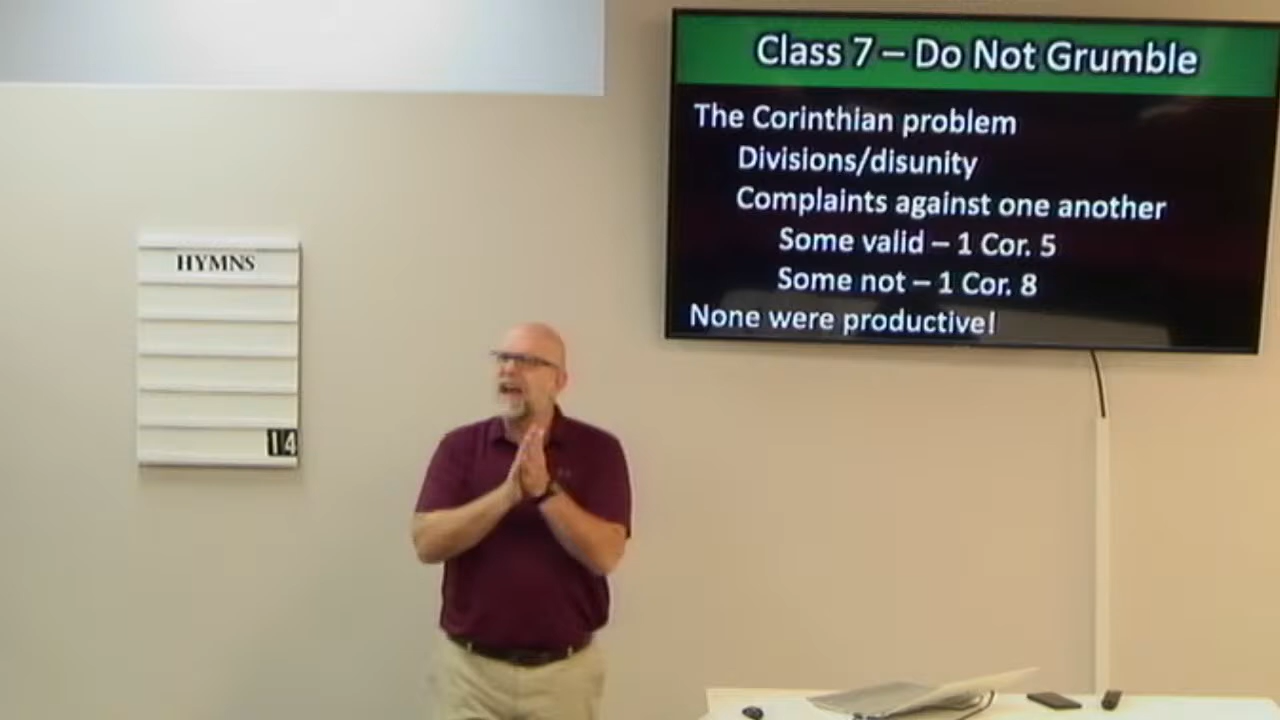 Class 7 – Do Not Grumble
The Corinthian problem
Divisions/disunity
Complaints against one another
Some valid – 1 Cor. 5
Some not – 1 Cor. 8
None were productive!
HYMNS
14